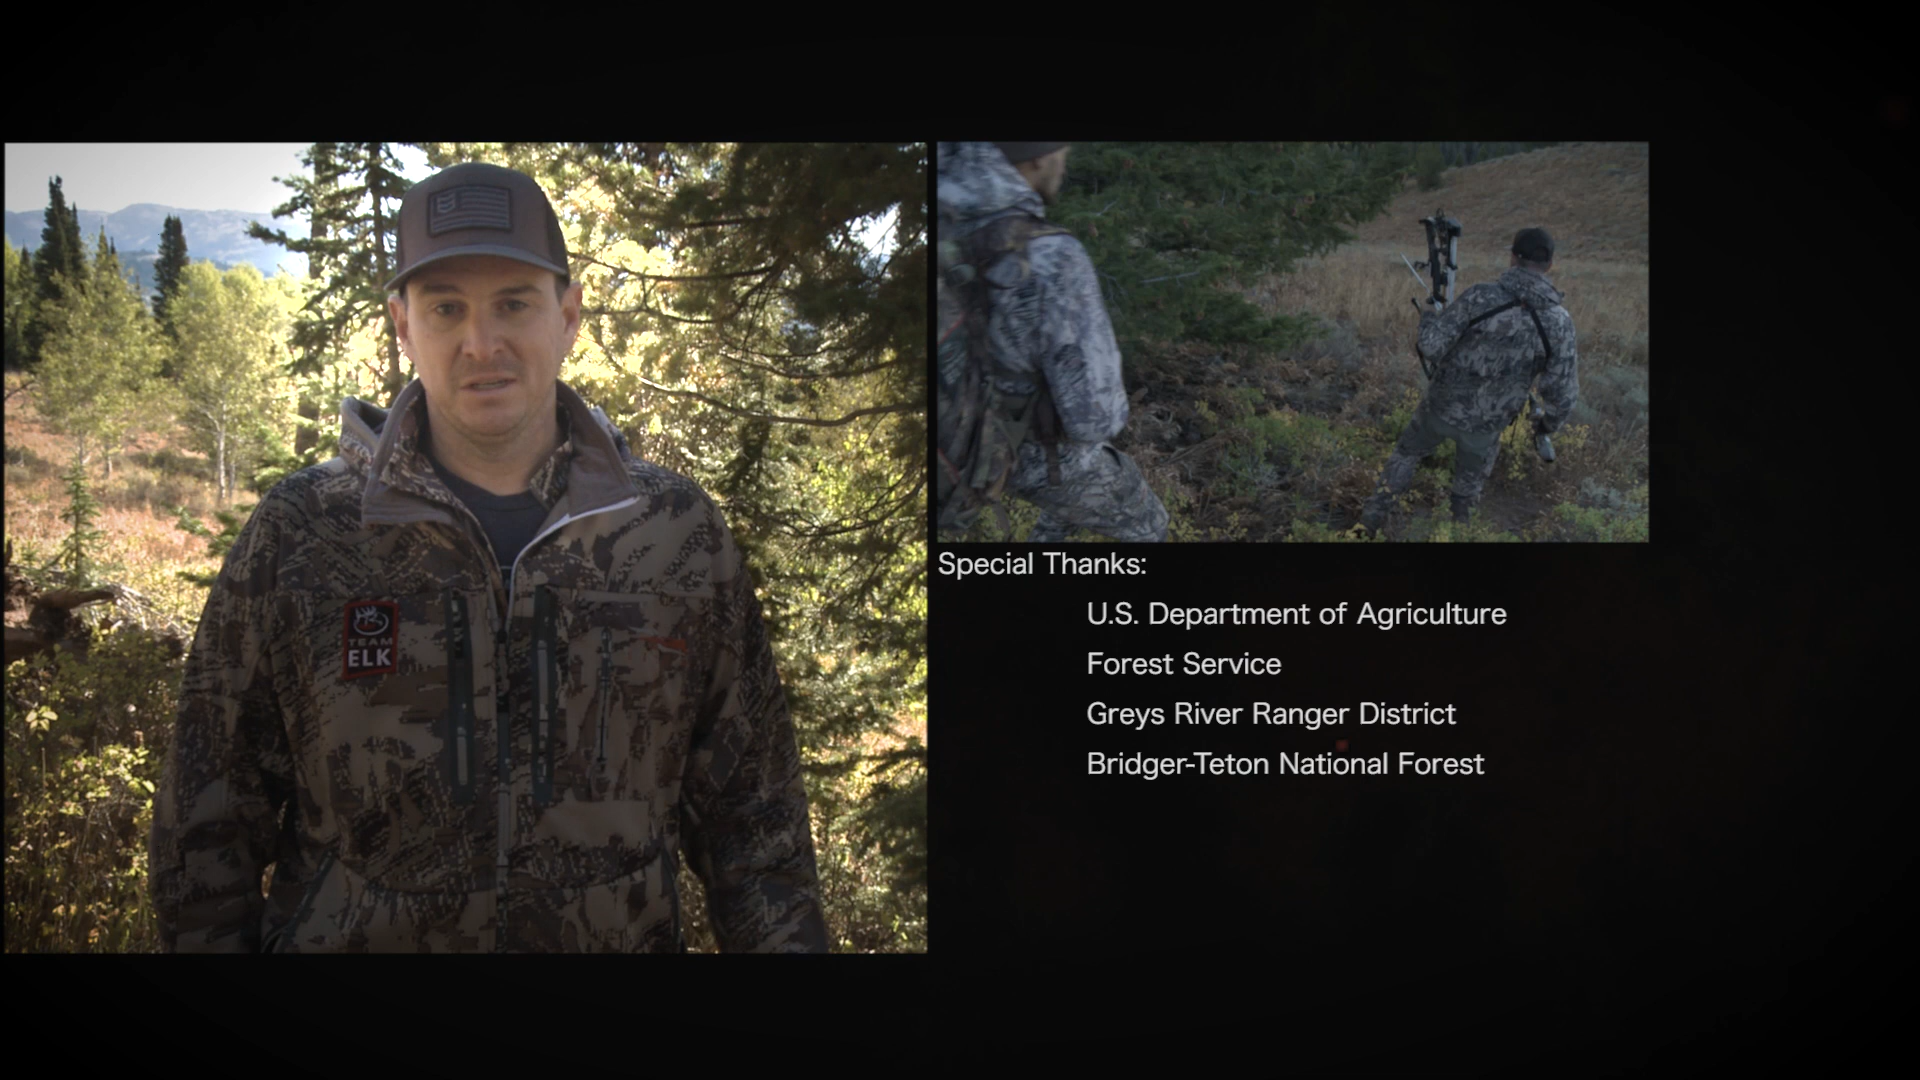 TEAM
ELK
Special Thanks:
U.S. Department of Agriculture
Forest Service
Greys River Ranger District
Bridger-Teton National Forest